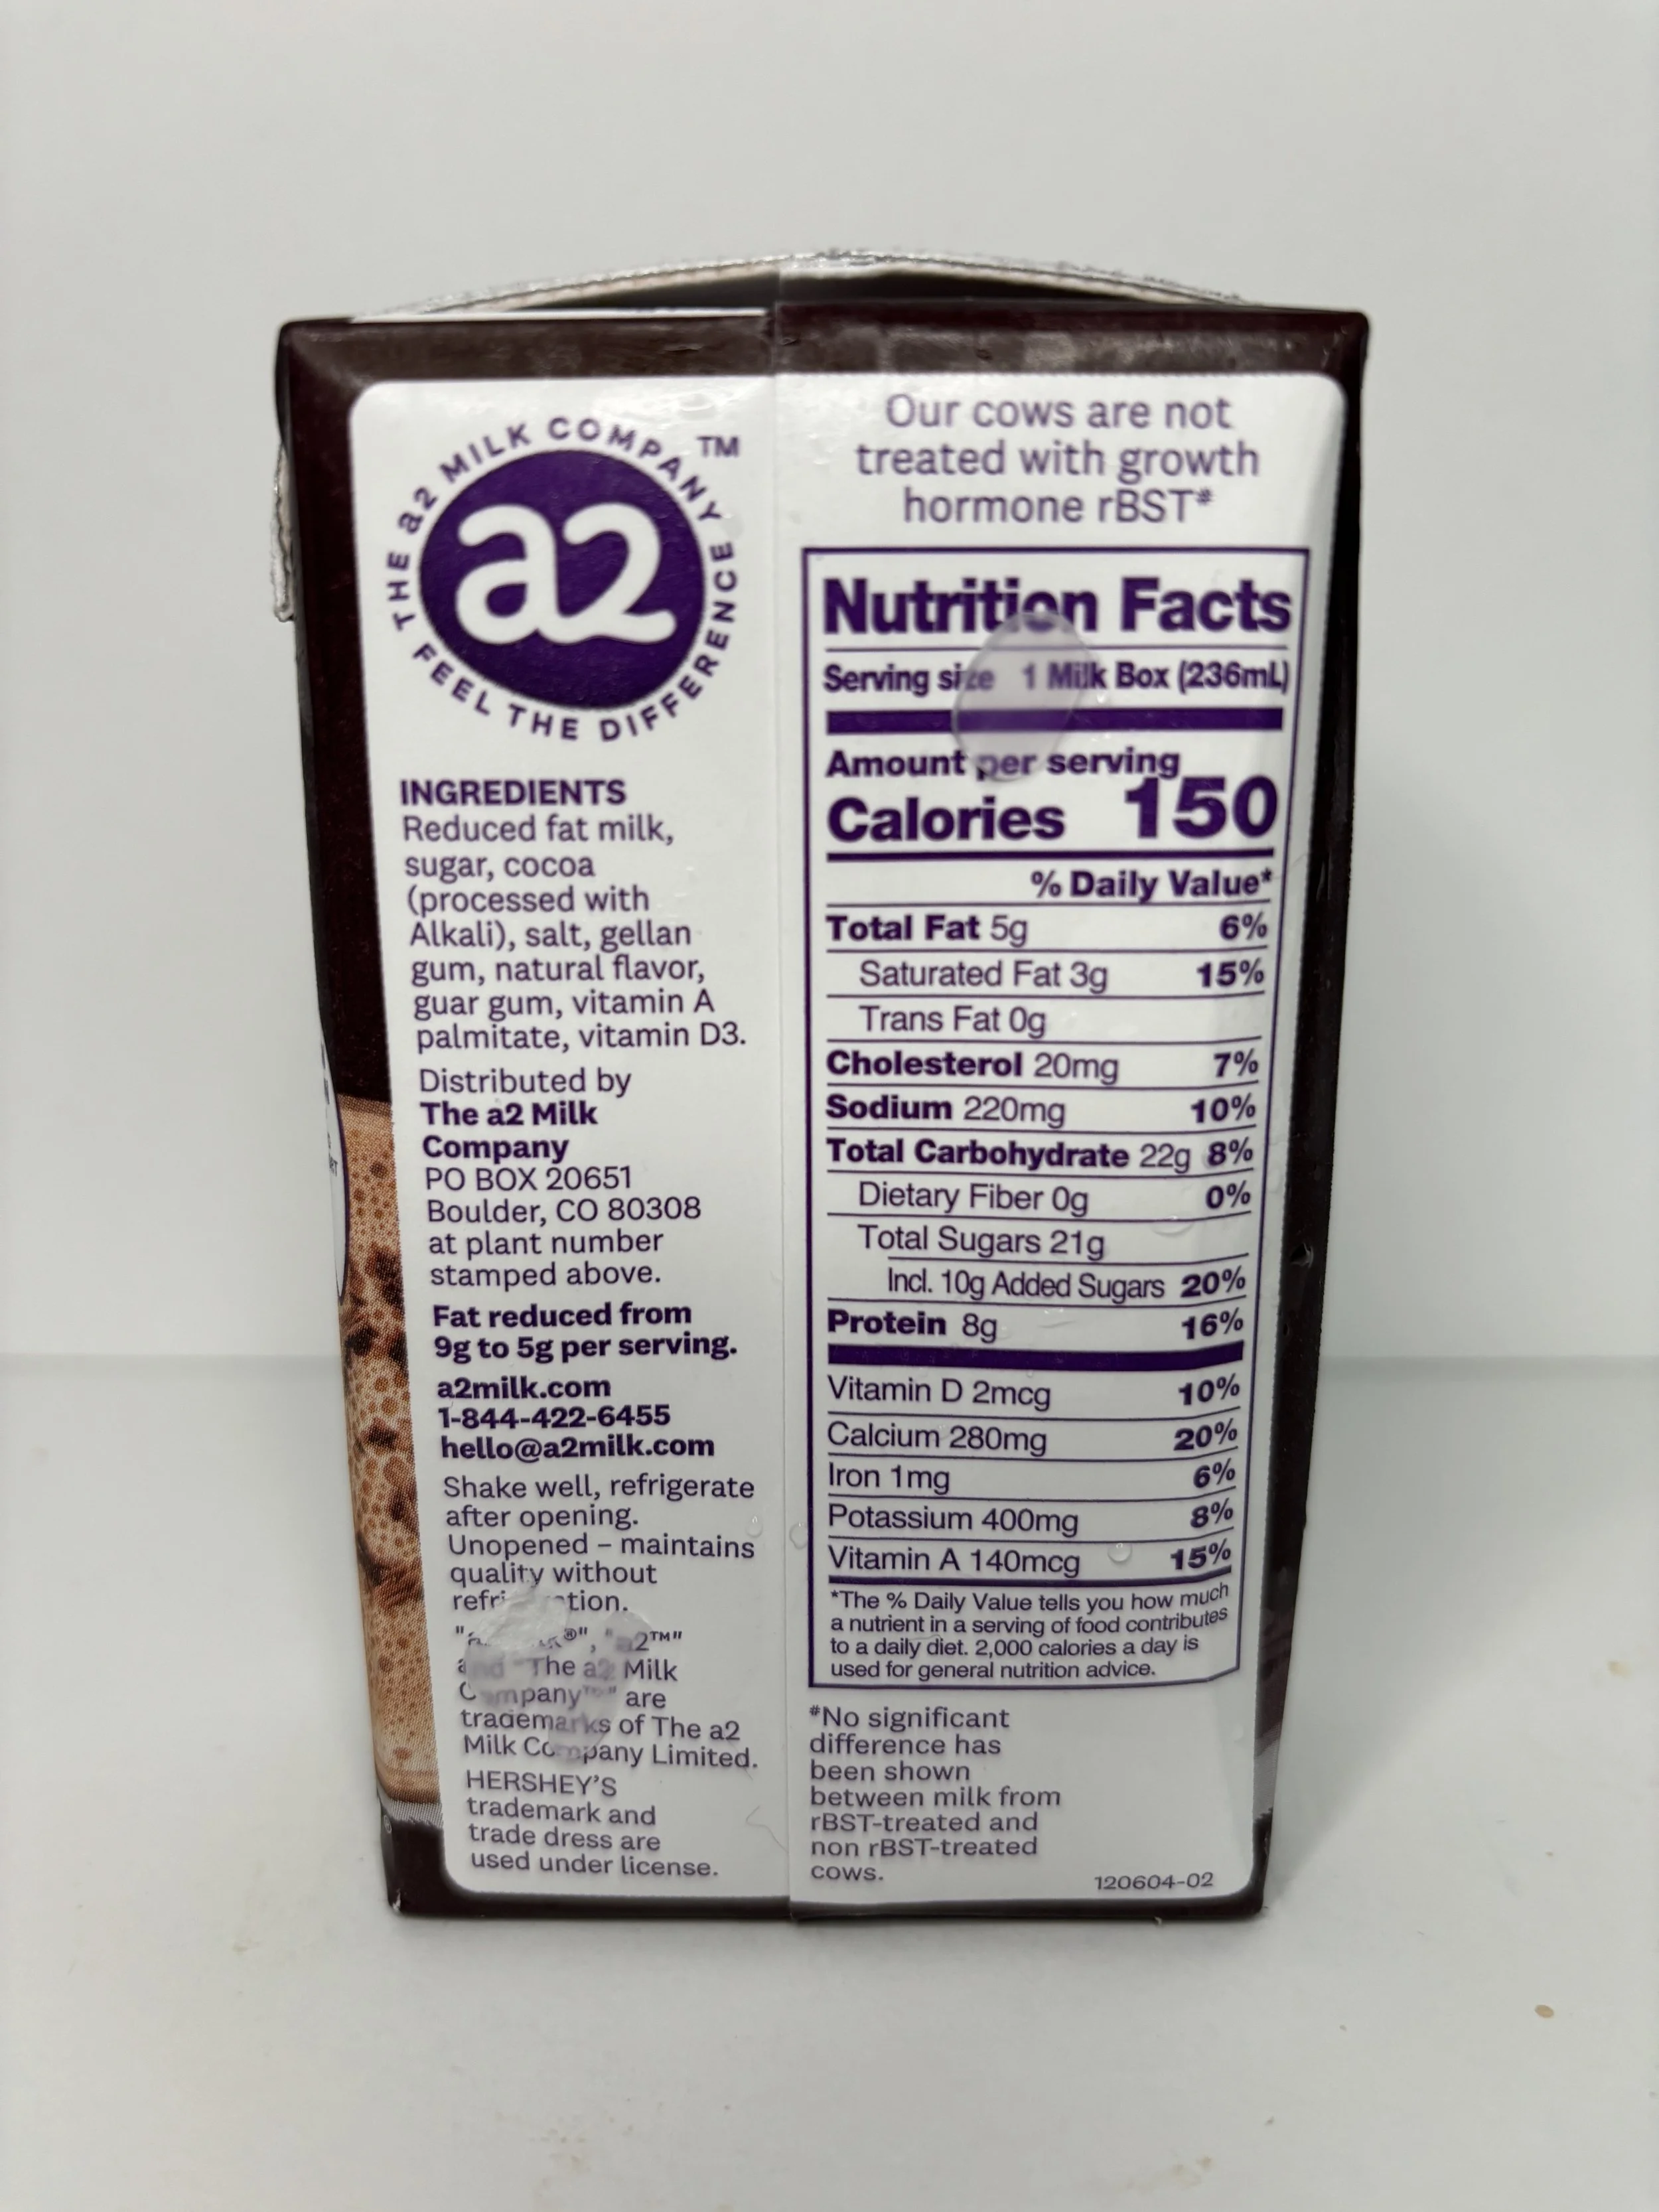 THE a2 MILK COMPANY TM
a2
FEEL THE DIFFERENCE
INGREDIENTS
Reduced fat milk,
sugar, cocoa
(processed with
Alkali), salt, gellan
gum, natural flavor,
guar gum, vitamin A
palmitate, vitamin D3.
Distributed by
The a2 Milk
Company
PO BOX 20651
Boulder, CO 80308
at plant number
stamped above.
Fat reduced from
9g to 5g per serving.
a2milk.com
1-844-422-6455
hello@a2milk.com
Shake well, refrigerate
after opening.
Unopened – maintains
quality without
refrigeration.
"a2™"
and "The a2 Milk
Company™" are
trademarks of The a2
Milk Company Limited.
HERSHEY'S
trademark and
trade dress are
used under license.
Our cows are not
treated with growth
hormone rBST#
Nutrition Facts
Serving size 1 Milk Box (236mL)
Amount per serving
Calories 150
% Daily Value*
Total Fat 5g 6%
Saturated Fat 3g 15%
Trans Fat 0g
Cholesterol 20mg 7%
Sodium 220mg 10%
Total Carbohydrate 22g 8%
Dietary Fiber 0g 0%
Total Sugars 21g
Incl. 10g Added Sugars 20%
Protein 8g 16%
Vitamin D 2mcg 10%
Calcium 280mg 20%
Iron 1mg 6%
Potassium 400mg 8%
Vitamin A 140mcg 15%
*The % Daily Value tells you how much
a nutrient in a serving of food contributes
to a daily diet. 2,000 calories a day is
used for general nutrition advice.
#No significant
difference has
been shown
between milk from
rBST-treated and
non rBST-treated
cows.
120604-02